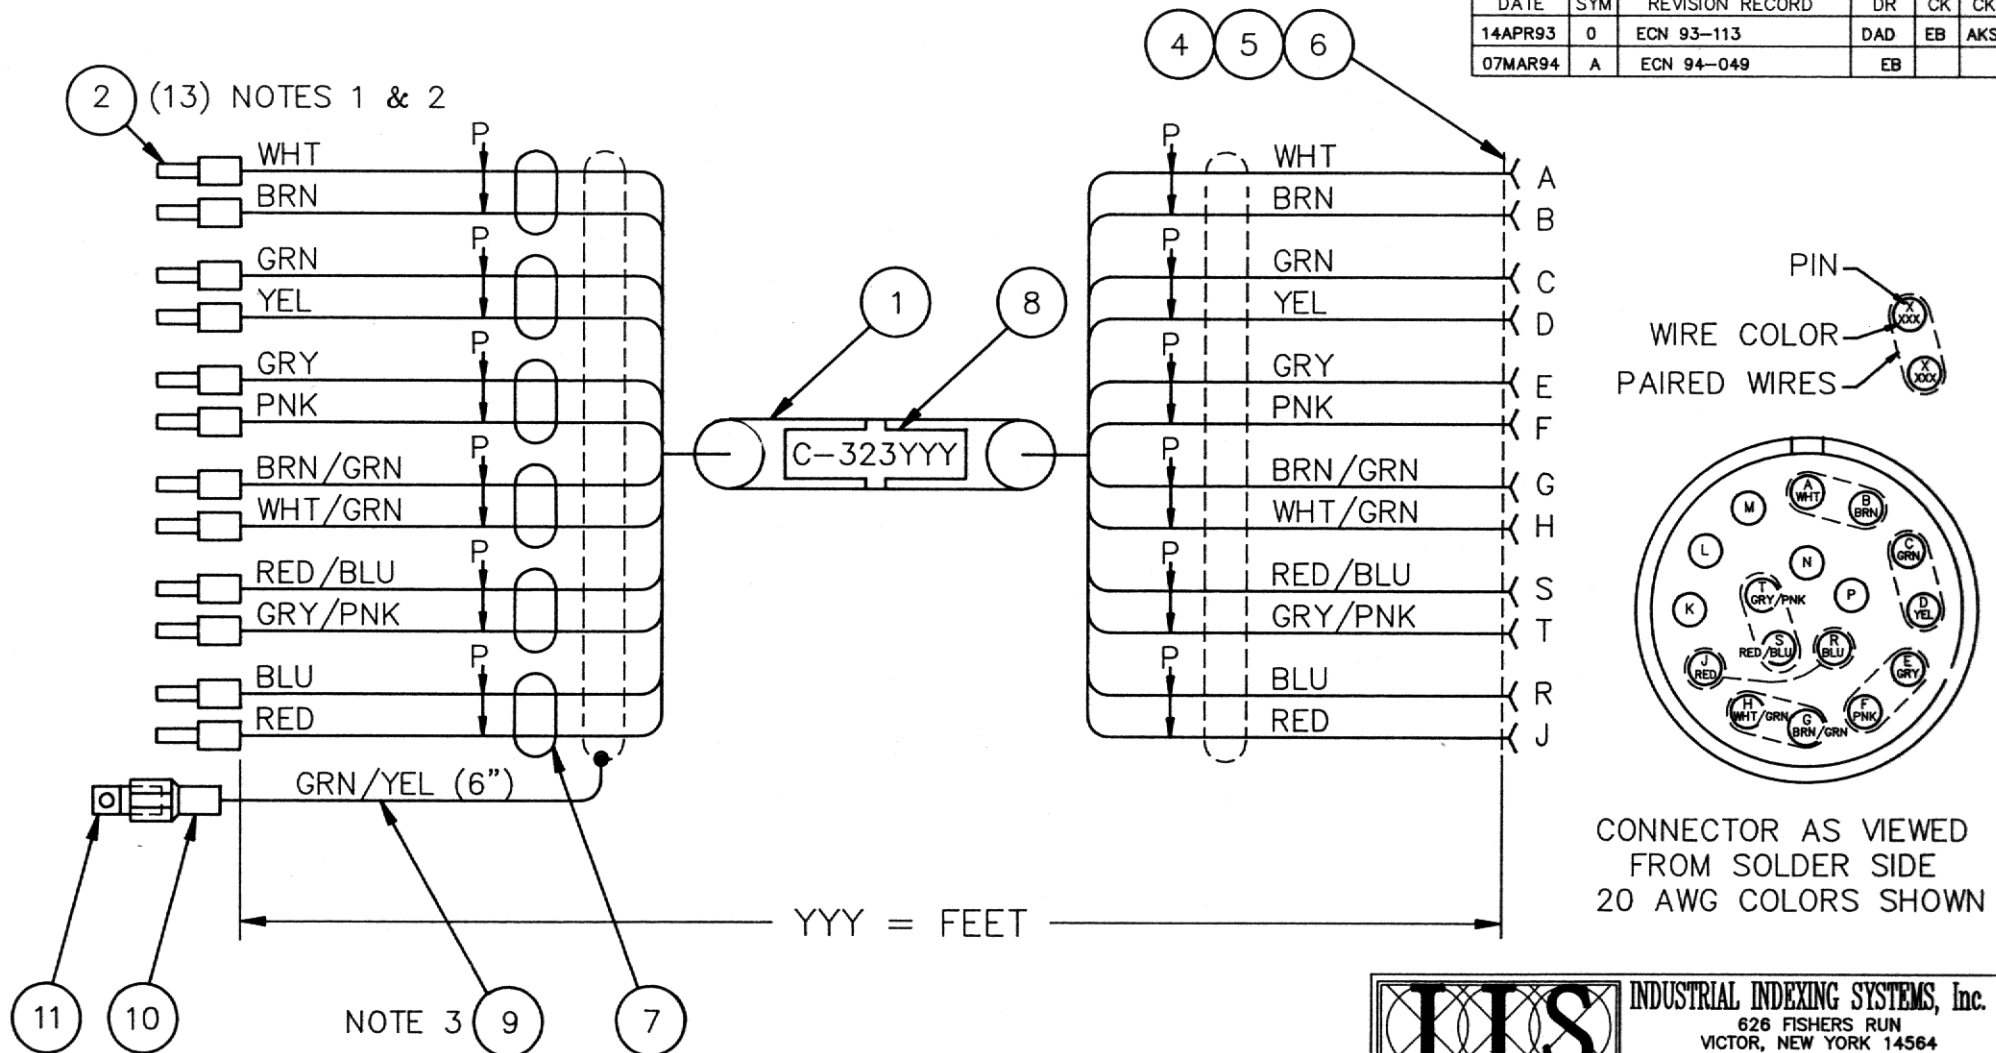 DATE SYM REVISION RECORD DR CK CK
14APR93 0 ECN 93-113 DAD EB AKS
07MAR94 A ECN 94-049 EB
4 5 6
2 (13) NOTES 1 & 2
P
WHT
BRN
P
GRN
YEL
P
GRY
PNK
P
BRN/GRN
WHT/GRN
P
RED/BLU
GRY/PNK
P
BLU
RED
GRN/YEL (6")
1
8
C-323YYY
P
WHT A
BRN B
P
GRN C
YEL D
P
GRY E
PNK F
P
BRN/GRN G
WHT/GRN H
P
RED/BLU S
GRY/PNK T
P
BLU R
RED J
PIN
X
XXX
WIRE COLOR
PAIRED WIRES
X
XXX
A
WHT
B
BRN
M
C
GRN
L
N
T
GRY/PNK
P
K
D
YEL
S
RED/BLU
R
BLU
J
RED
E
GRY
H
WHT/GRN
G
BRN/GRN
F
PNK
CONNECTOR AS VIEWED
FROM SOLDER SIDE
20 AWG COLORS SHOWN
YYY = FEET
11
10
NOTE 3 9
7
IIS
INDUSTRIAL INDEXING SYSTEMS, Inc.
626 FISHERS RUN
VICTOR, NEW YORK 14564